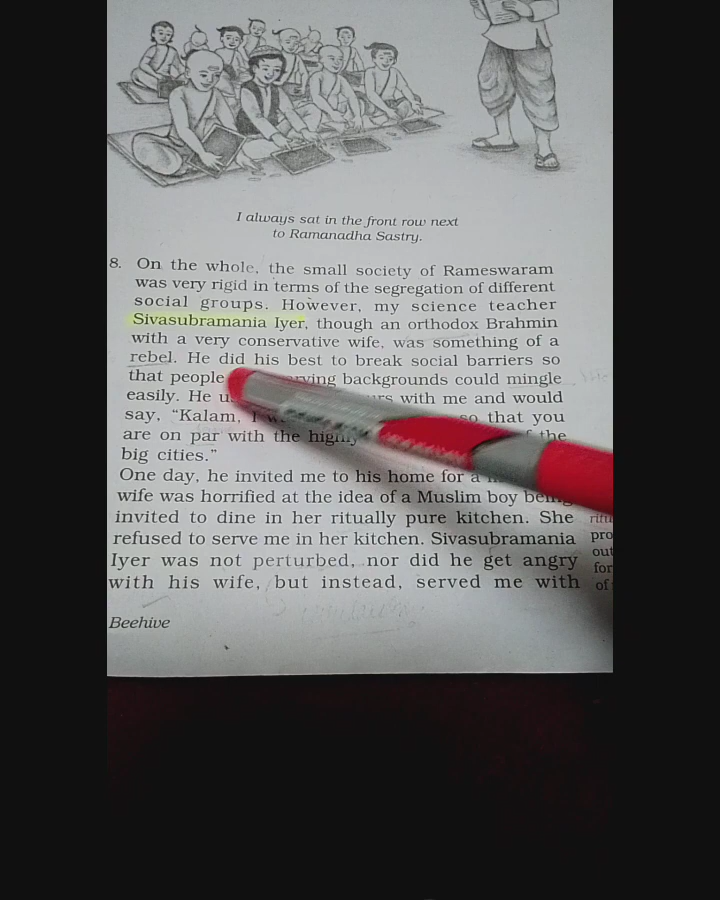 I always sat in the front row next
to Ramanadha Sastry.
8. On the whole, the small society of Rameswaram
was very rigid in terms of the segregation of different
social groups. However, my science teacher
Sivasubramania Iyer, though an orthodox Brahmin
with a very conservative wife, was something of a
rebel. He did his best to break social barriers so
that people backgrounds could mingle
easily. He with me and would
say, “Kalam, I so that you
are on par with the highly the
big cities.”
One day, he invited me to his home for a
wife was horrified at the idea of a Muslim boy being
invited to dine in her ritually pure kitchen. She
refused to serve me in her kitchen. Sivasubramania
Iyer was not perturbed, nor did he get angry
with his wife, but instead, served me with
pro
out
for
of
Beehive